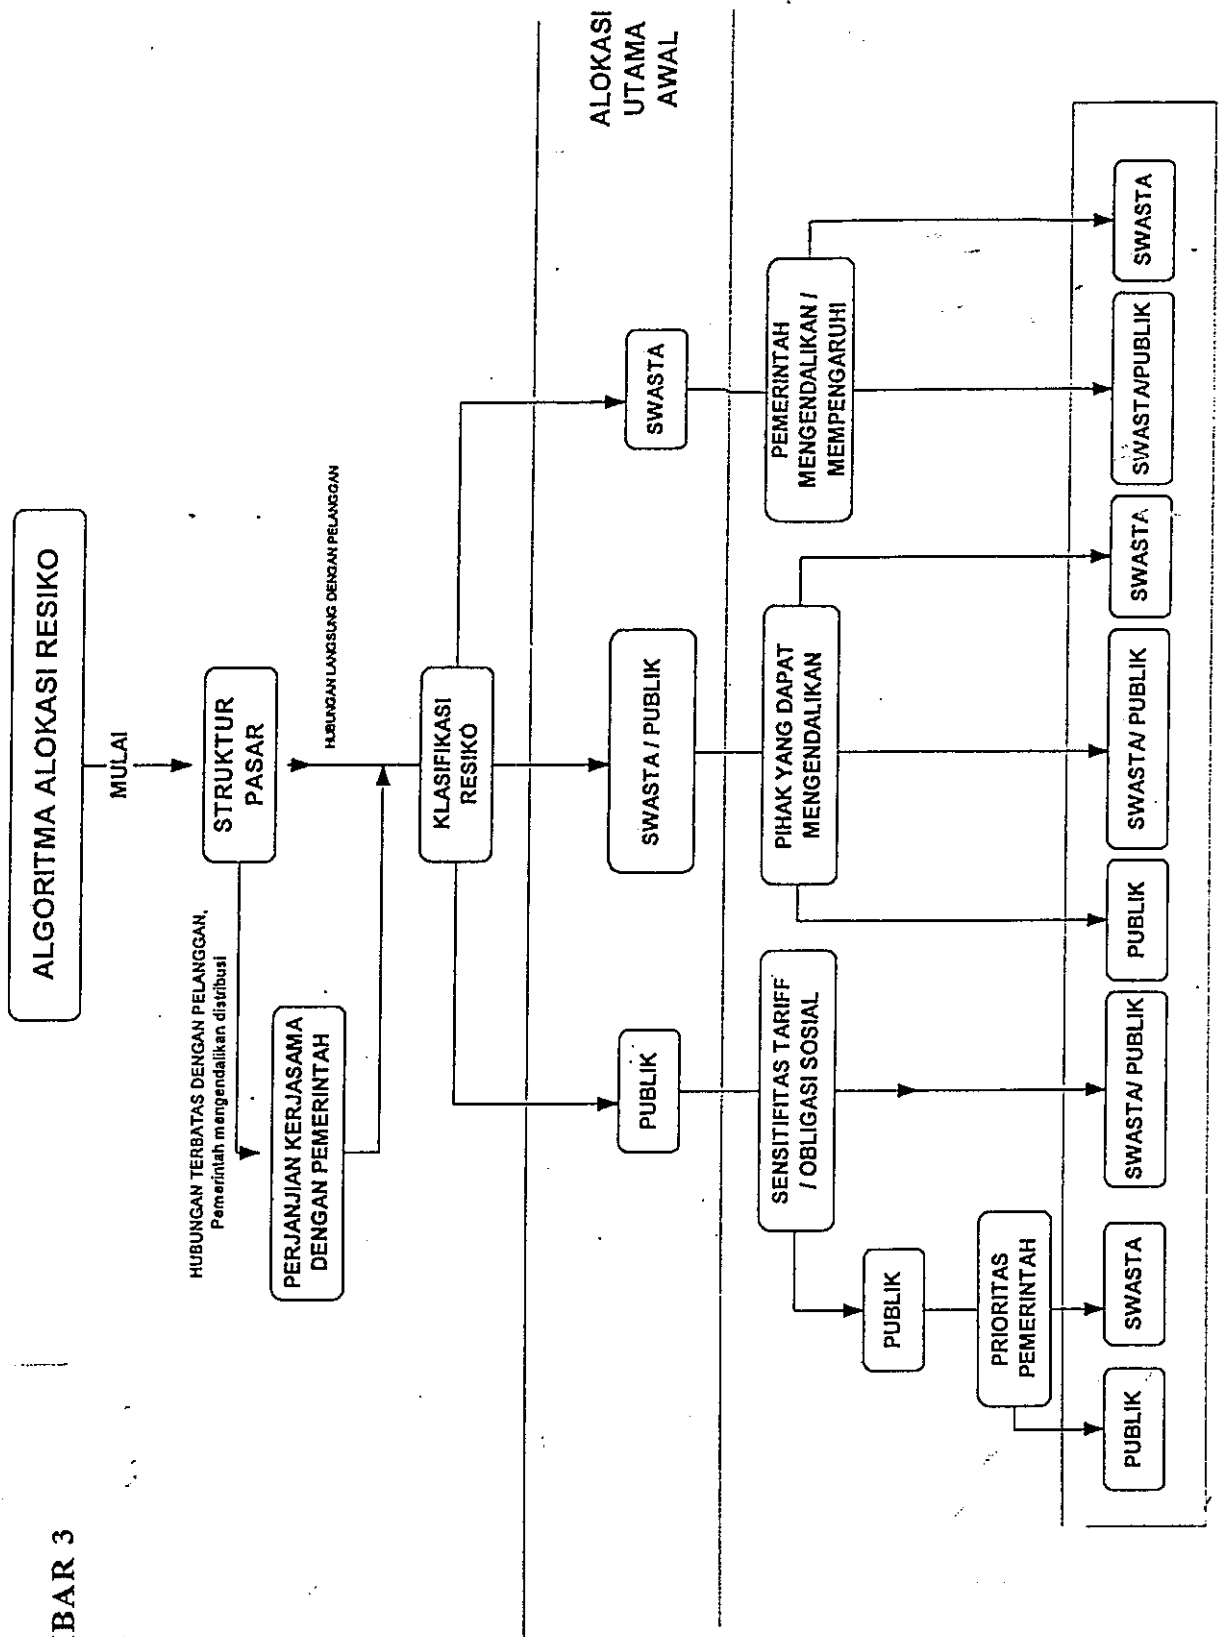 BAR 3
ALGORITMA ALOKASI RESIKO
MULAI
STRUKTUR
PASAR
HUBUNGAN TERBATAS DENGAN PELANGGAN,
Pemerintah mengendalikan distribusi
HUBUNGAN LANGSUNG DENGAN PELANGGAN
PERJANJIAN KERJASAMA
DENGAN PEMERINTAH
KLASIFIKASI
RESIKO
ALOKASI
UTAMA
AWAL
PUBLIK
SWASTA / PUBLIK
SWASTA
SENSITIFITAS TARIFF
/ OBLIGASI SOSIAL
PIHAK YANG DAPAT
MENGENDALIKAN
PEMERINTAH
MENGENDALIKAN /
MEMPENGARUHI
PUBLIK
PRIORITAS
PEMERINTAH
PUBLIK
SWASTA
SWASTA/ PUBLIK
PUBLIK
SWASTA/ PUBLIK
SWASTA
SWASTA/PUBLIK
SWASTA